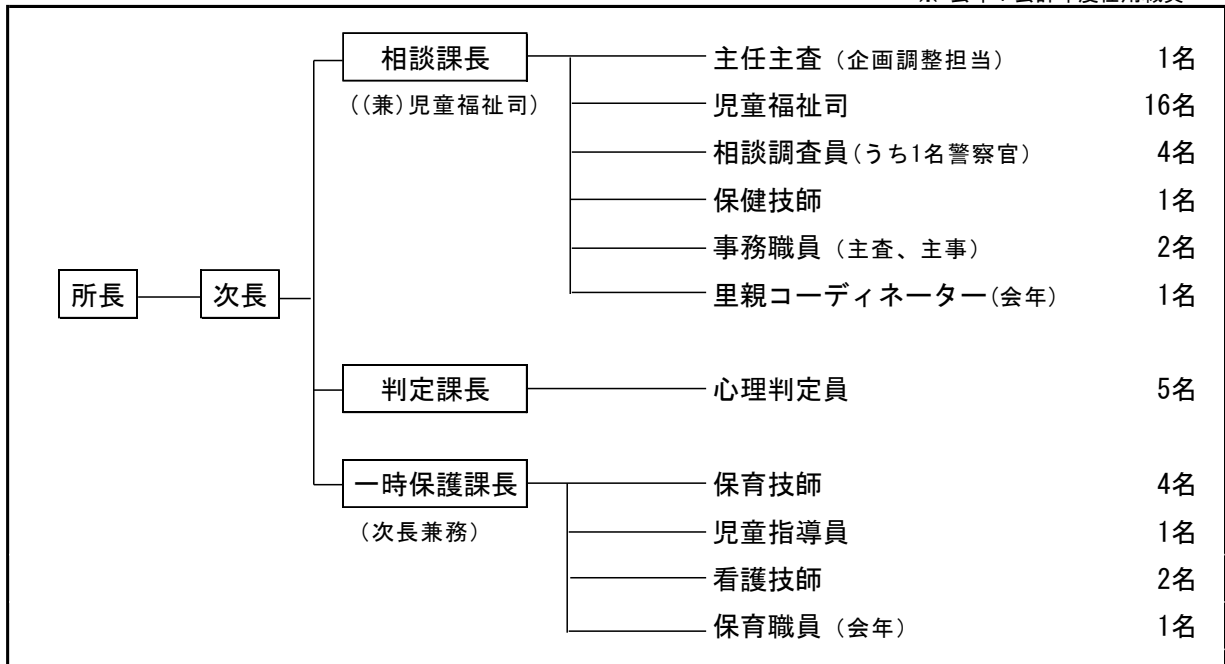 相談課長
((兼)児童福祉司)
主任主査（企画調整担当） 1名
児童福祉司 16名
相談調査員(うち1名警察官) 4名
保健技師 1名
事務職員（主査、主事） 2名
里親コーディネーター(会年) 1名
所長
次長
判定課長
心理判定員 5名
一時保護課長
(次長兼務)
保育技師 4名
児童指導員 1名
看護技師 2名
保育職員（会年） 1名